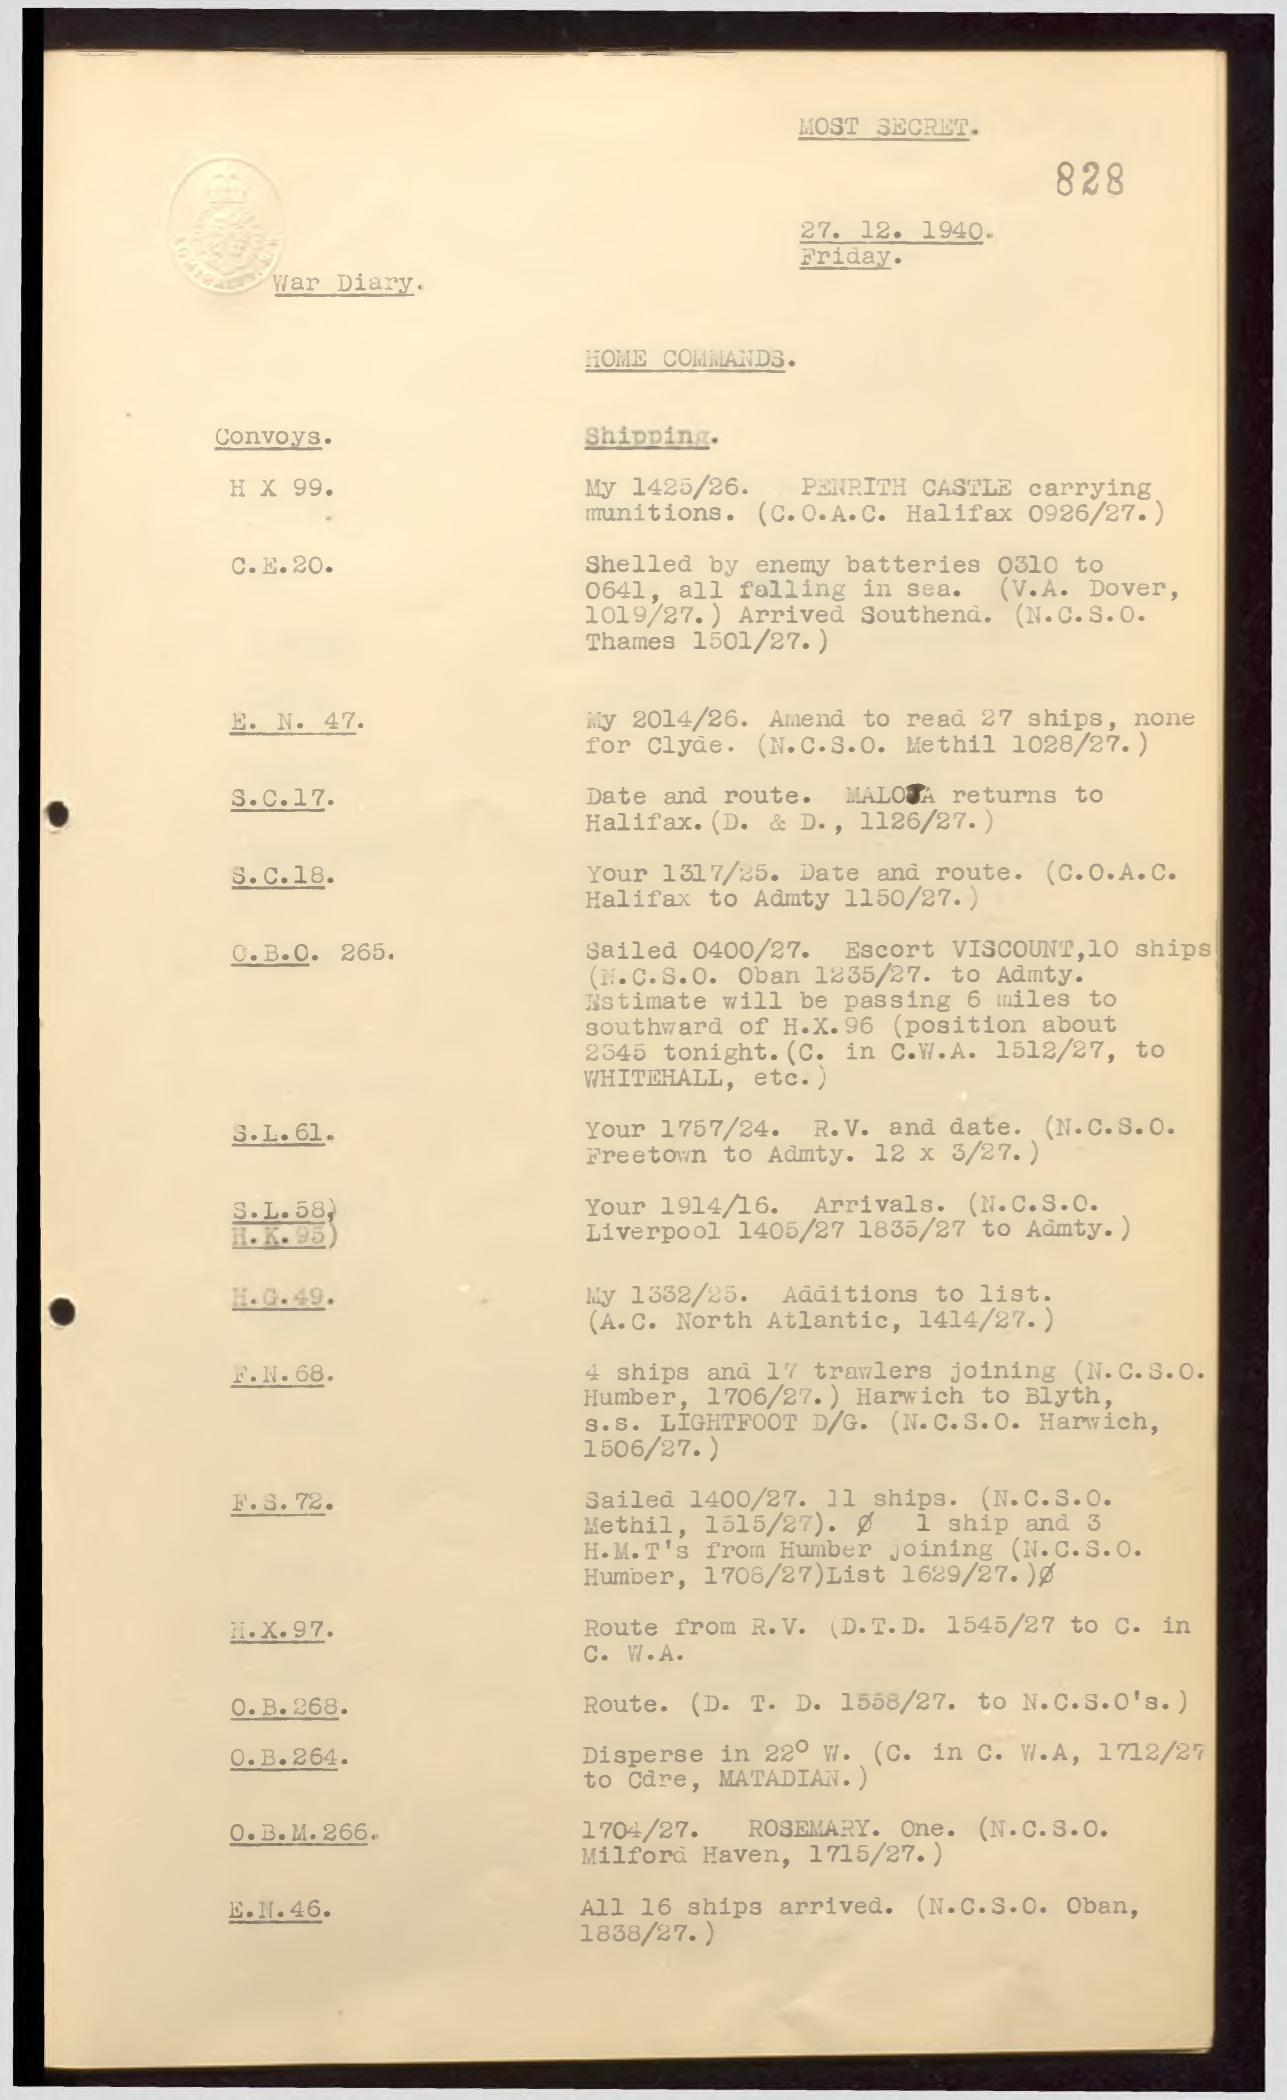 MOST SECRET.
828
27. 12. 1940.
Friday.
War Diary.
HOME COMMANDS.
Convoys. Shipping.
H X 99. My 1425/26. PENRITH CASTLE carrying
munitions. (C.O.A.C. Halifax 0926/27.)
C.E.20. Shelled by enemy batteries 0310 to
0641, all falling in sea. (V.A. Dover,
1019/27.) Arrived Southend. (N.C.S.O.
Thames 1501/27.)
E. N. 47. My 2014/26. Amend to read 27 ships, none
for Clyde. (N.C.S.O. Methil 1028/27.)
S.C.17. Date and route. returns to
Halifax.(D. & D., 1126/27.)
S.C.18. Your 1317/25. Date and route. (C.O.A.C.
Halifax to Admty 1150/27.)
O.B.O. 265. Sailed 0400/27. Escort VISCOUNT,10 ships
(N.C.S.O. Oban 1235/27. to Admty.
Estimate will be passing 6 miles to
southward of H.X.96 (position about
2345 tonight.(C. in C.W.A. 1512/27, to
WHITEHALL, etc.)
S.L.61. Your 1757/24. R.V. and date. (N.C.S.O.
Freetown to Admty. 12 x 3/27.)
S.L.58) Your 1914/16. Arrivals. (N.C.S.O.
H.X.95) Liverpool 1405/27 1835/27 to Admty.)
H.G.49. My 1332/25. Additions to list.
(A.C. North Atlantic, 1414/27.)
F.N.68. 4 ships and 17 trawlers joining (N.C.S.O.
Humber, 1706/27.) Harwich to Blyth,
s.s. LIGHTFOOT D/G. (N.C.S.O. Harwich,
1506/27.)
F.S.72. Sailed 1400/27. 11 ships. (N.C.S.O.
Methil, 1515/27). Ø 1 ship and 3
H.M.T's from Humber joining (N.C.S.O.
Humber, 1708/27)List 1629/27.)Ø
H.X.97. Route from R.V. (D.T.D. 1545/27 to C. in
C. W.A.
O.B.268. Route. (D. T. D. 1558/27. to N.C.S.O's.)
O.B.264. Disperse in 22° W. (C. in C. W.A, 1712/27
to Cdre, MATADIAN.)
O.B.M.266. 1704/27. ROSEMARY. One. (N.C.S.O.
Milford Haven, 1715/27.)
E.N.46. All 16 ships arrived. (N.C.S.O. Oban,
1838/27.)